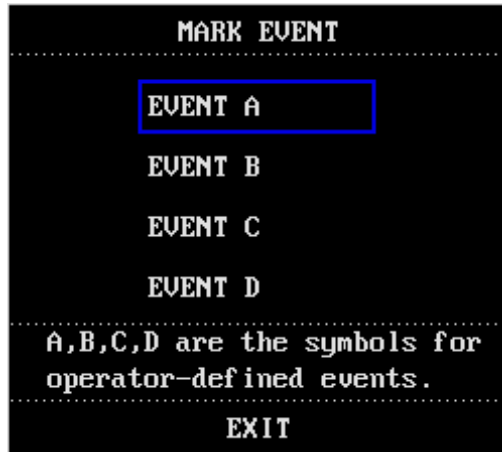 MARK EVENT
EVENT A
EVENT B
EVENT C
EVENT D
A,B,C,D are the symbols for
operator-defined events.
EXIT